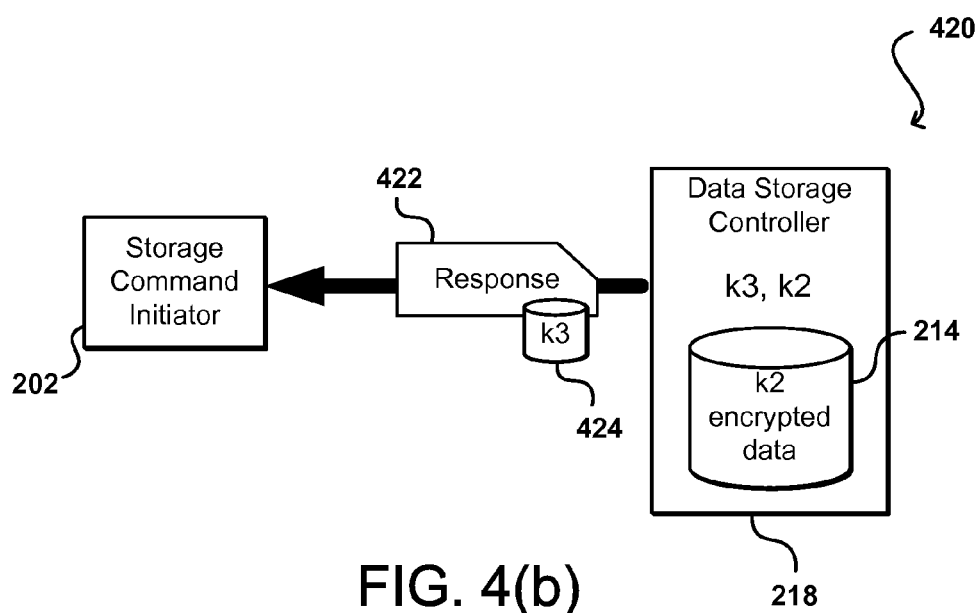 420
422
Data Storage
Controller
Storage
Command
Initiator
Response
k3, k2
k3
214
k2
encrypted
data
202
424
FIG. 4(b)
218